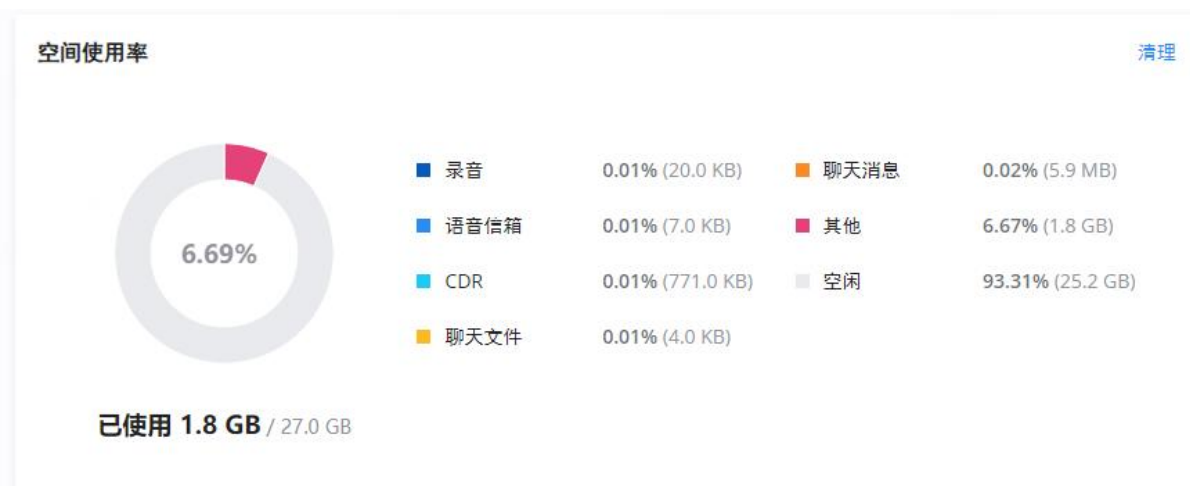 空间使用率
清理
录音 0.01% (20.0 KB)
聊天消息 0.02% (5.9 MB)
语音信箱 0.01% (7.0 KB)
其他 6.67% (1.8 GB)
6.69%
CDR 0.01% (771.0 KB)
空闲 93.31% (25.2 GB)
聊天文件 0.01% (4.0 KB)
已使用 1.8 GB / 27.0 GB